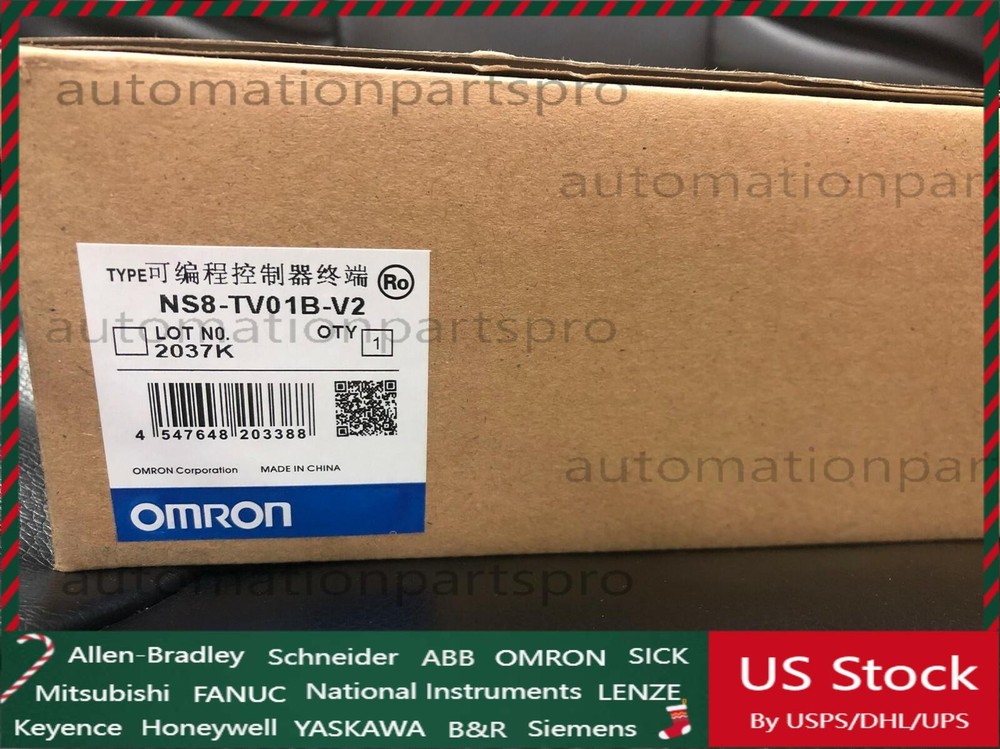 automationpartspro
automationpar
TYPE可编程控制器终端 Ro
NS8-TV01B-V2
automationpartspro
LOT NO. QTY 1
2037K
4 547648 203388
automationpar
OMRON Corporation MADE IN CHINA
OMRON
automationpartspro
Allen-Bradley Schneider ABB OMRON SICK
Mitsubishi FANUC National Instruments LENZE
Keyence Honeywell YASKAWA B&R Siemens
US Stock
By USPS/DHL/UPS